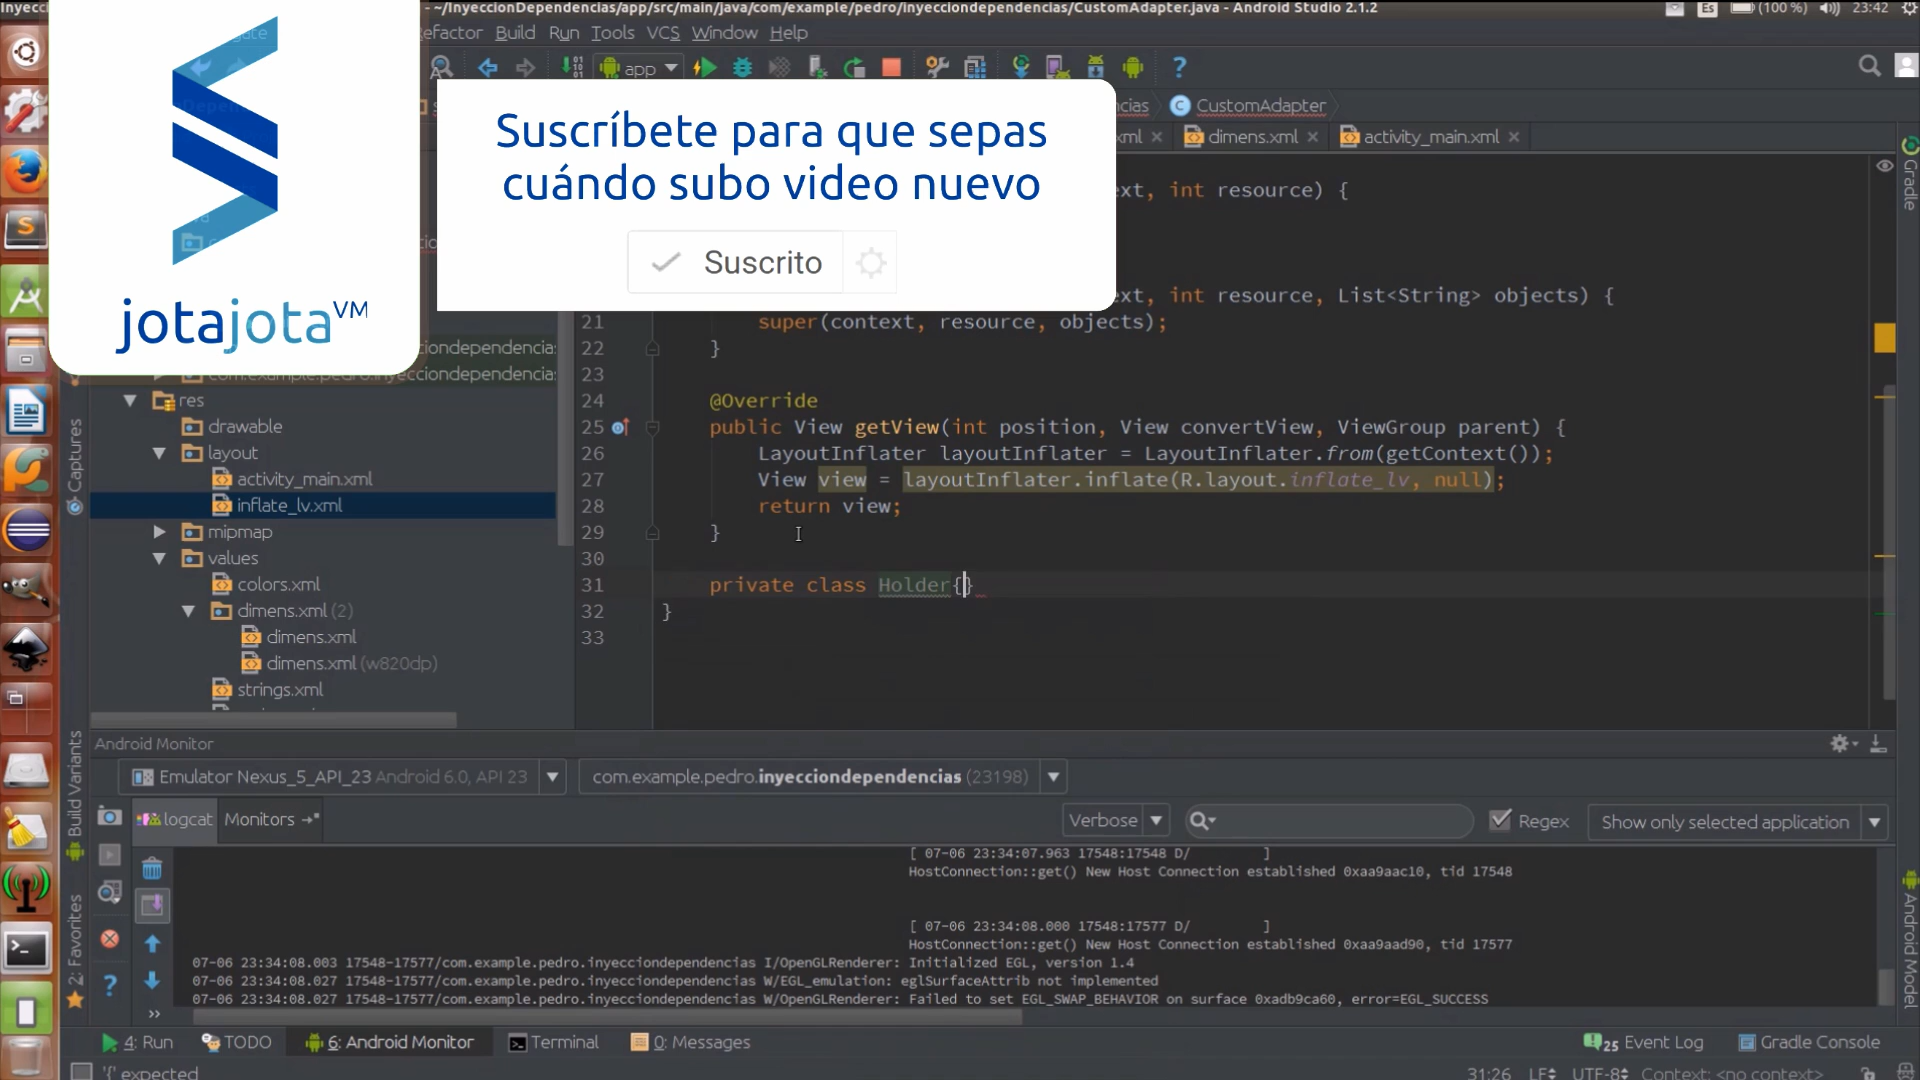 - ~/InyeccionDependencias/app/src/main/java/com/example/pedro/inyecciondependencias/CustomAdapter.java - Android Studio 2.1.2
Es (100 %) 23:42
Refactor Build Run Tools VCS Window Help
app
CustomAdapter
dimens.xml
activity_main.xml
Suscríbete para que sepas
cuándo subo video nuevo
Suscrito
jotajotaVM
ext, int resource) {
ext, int resource, List<String> objects) {
21 super(context, resource, objects);
22 }
23
24 @Override
25 public View getView(int position, View convertView, ViewGroup parent) {
26 LayoutInflater layoutInflater = LayoutInflater.from(getContext());
27 View view = layoutInflater.inflate(R.layout.inflate_lv, null);
28 return view;
29 }
30
31 private class Holder{}
32 }
33
res
drawable
layout
activity_main.xml
inflate_lv.xml
mipmap
values
colors.xml
dimens.xml (2)
dimens.xml
dimens.xml (w820dp)
strings.xml
Captures
Build Variants
2: Favorites
Gradle
Android Model
Android Monitor
Emulator Nexus_5_API_23 Android 6.0, API 23
com.example.pedro.inyecciondependencias (23198)
logcat
Monitors
Verbose
Regex
Show only selected application
[ 07-06 23:34:07.963 17548:17548 D/ ]
HostConnection::get() New Host Connection established 0xaa9aac10, tid 17548
[ 07-06 23:34:08.000 17548:17577 D/ ]
HostConnection::get() New Host Connection established 0xaa9aad90, tid 17577
07-06 23:34:08.003 17548-17577/com.example.pedro.inyecciondependencias I/OpenGLRenderer: Initialized EGL, version 1.4
07-06 23:34:08.027 17548-17577/com.example.pedro.inyecciondependencias W/EGL_emulation: eglSurfaceAttrib not implemented
07-06 23:34:08.027 17548-17577/com.example.pedro.inyecciondependencias W/OpenGLRenderer: Failed to set EGL_SWAP_BEHAVIOR on surface 0xadb9ca60, error=EGL_SUCCESS
4: Run
TODO
6: Android Monitor
Terminal
0: Messages
25 Event Log
Gradle Console
'{' expected
31:26 LF UTF-8 Context: <no context>